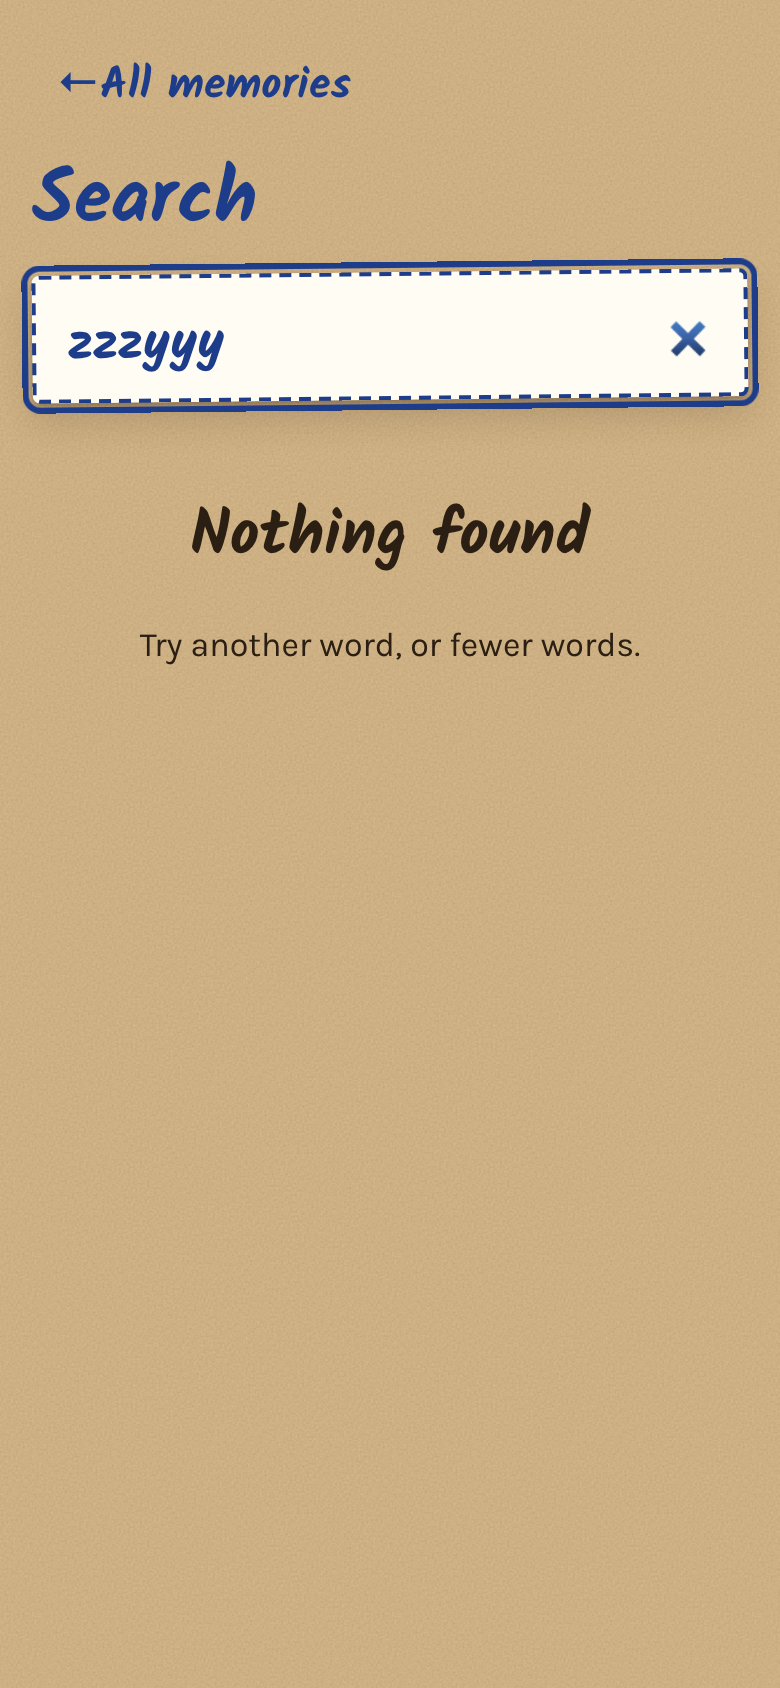 ←All memories
Search
zzzyyy
Nothing found
Try another word, or fewer words.